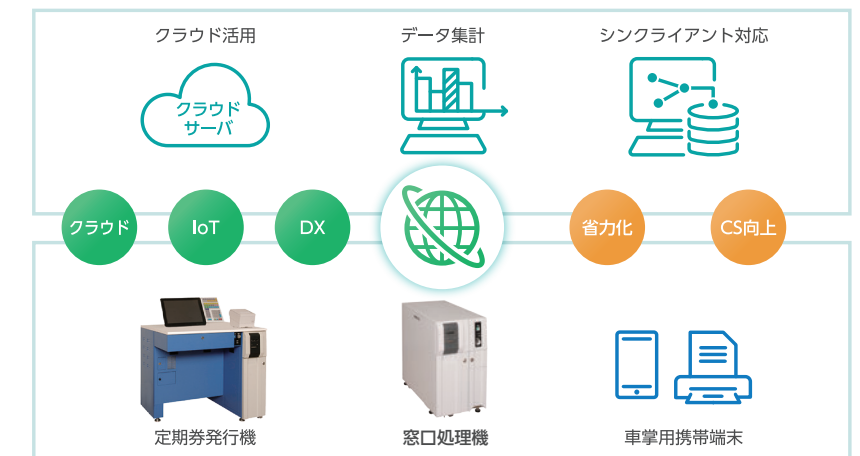 クラウド活用
データ集計
シンクライアント対応
クラウド
サーバ
クラウド
IoT
DX
省力化
CS向上
定期券発行機
窓口処理機
車掌用携帯端末